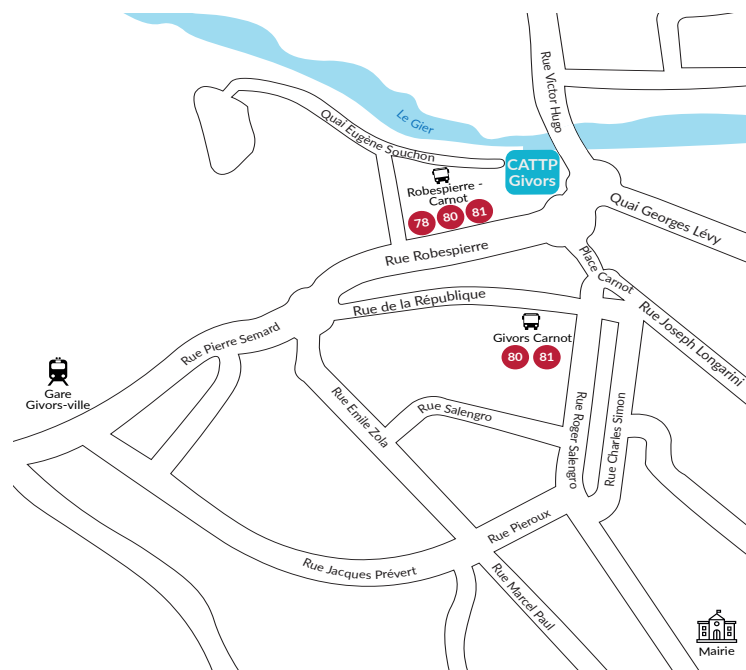 Rue Victor Hugo
Le Gier
Quai Eugène Souchon
CATTP
Givors
Robespierre -
Carnot
78 80 81
Quai Georges Lévy
Rue Robespierre
Place Carnot
Rue de la République
Rue Joseph Longarini
Rue Pierre Semard
Givors Carnot
80 81
Gare
Givors-ville
Rue Emile Zola
Rue Salengro
Rue Roger Salengro
Rue Charles Simon
Rue Pieroux
Rue Jacques Prévert
Rue Marcel Paul
Mairie